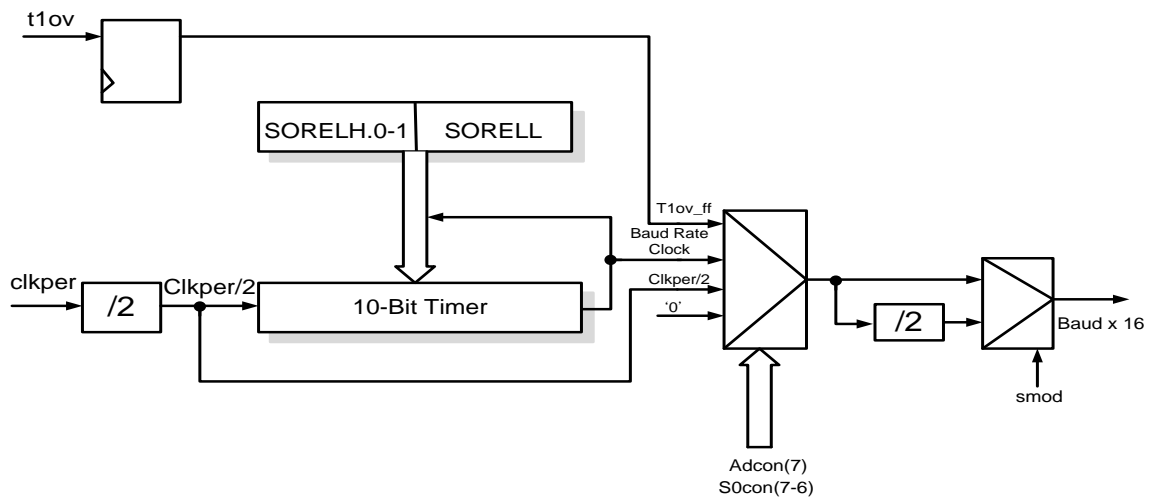 t1ov
SORELH.0-1 SORELL
T1ov_ff
Baud Rate
Clock
clkper
/2
Clkper/2
10-Bit Timer
Clkper/2
‘0’
/2
Baud x 16
smod
Adcon(7)
S0con(7-6)